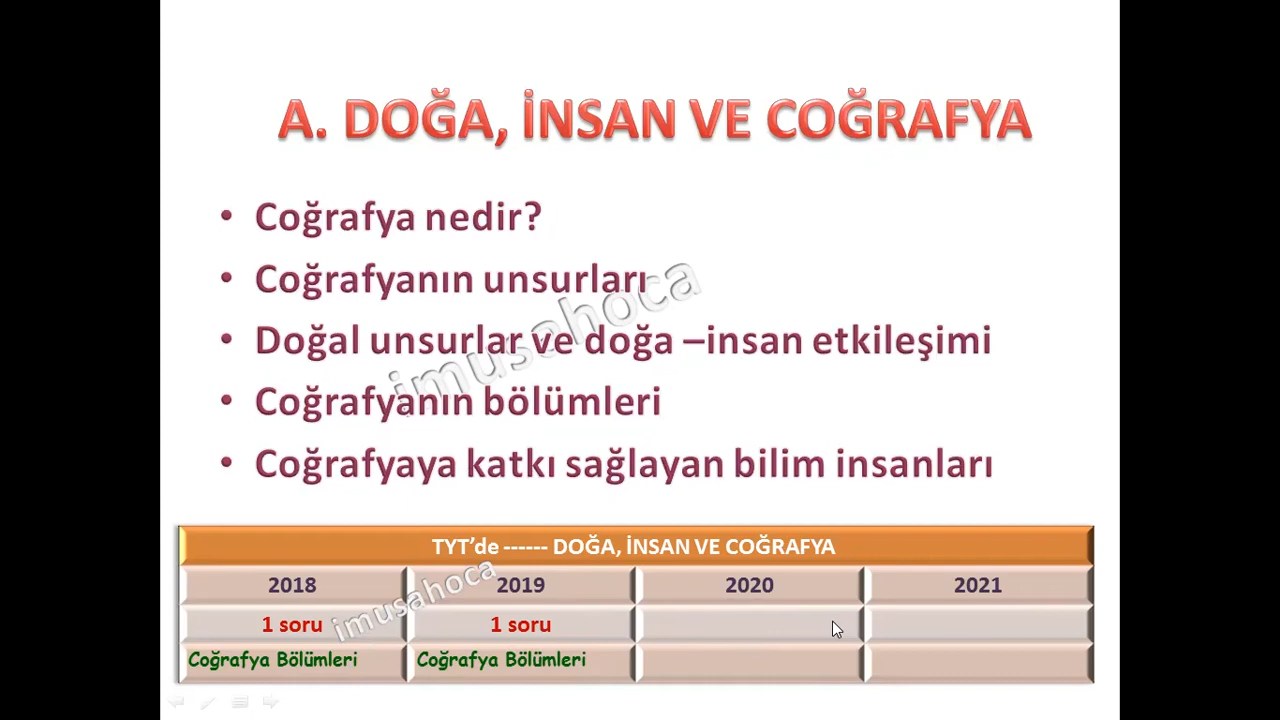 A. DOĞA, İNSAN VE COĞRAFYA
• Coğrafya nedir?
• Coğrafyanın unsurları
• Doğal unsurlar ve doğa –insan etkileşimi
• Coğrafyanın bölümleri
• Coğrafyaya katkı sağlayan bilim insanları
imusahoca
TYT’de ------ DOĞA, İNSAN VE COĞRAFYA
2018 2019 2020 2021
1 soru 1 soru
Coğrafya Bölümleri Coğrafya Bölümleri
imusahoca